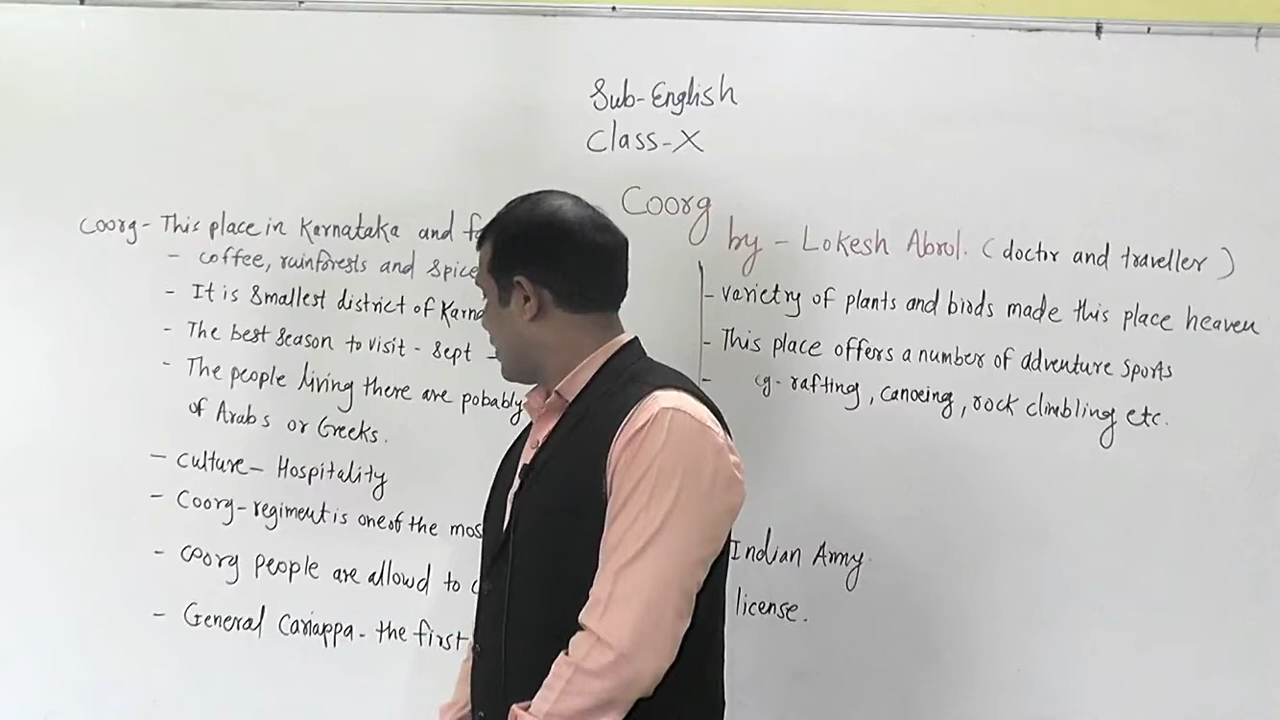 Sub-English
Class-X
Coorg
by - Lokesh Abrol. (doctor and traveller)
Coorg - This place in Karnataka and
- coffee, rainforests and spice
- It is smallest district of Karna
- The best season to visit - Sept -
- The people living there are pobably
of Arabs or Greeks.
- Culture - Hospitality
- Coorg - regiment is one of the mos
Indian Army.
- Coorg people are allowd to
license.
- General Cariappa - the first
- varietry of plants and birds made this place heaven
- This place offers a number of adventure sports
- eg - rafting, canoeing, rock climbling etc.